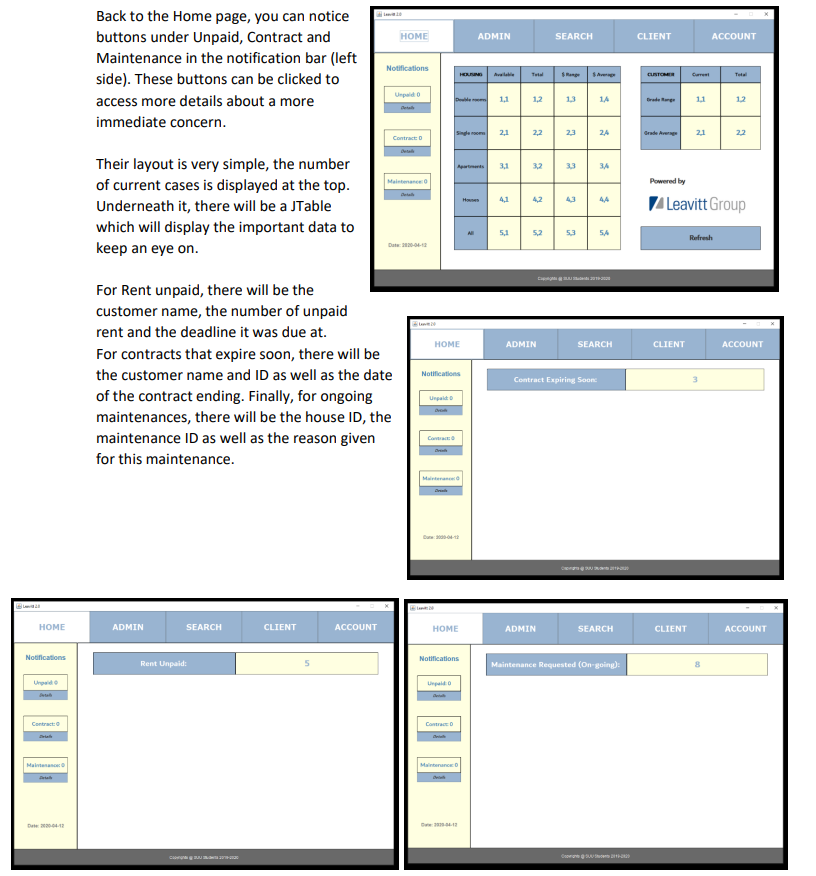 Back to the Home page, you can notice
buttons under Unpaid, Contract and
Maintenance in the notification bar (left
side). These buttons can be clicked to
access more details about a more
immediate concern.
Their layout is very simple, the number
of current cases is displayed at the top.
Underneath it, there will be a JTable
which will display the important data to
keep an eye on.
For Rent unpaid, there will be the
customer name, the number of unpaid
rent and the deadline it was due at.
For contracts that expire soon, there will be
the customer name and ID as well as the date
of the contract ending. Finally, for ongoing
maintenances, there will be the house ID, the
maintenance ID as well as the reason given
for this maintenance.
Leavitt 2.0
HOME ADMIN SEARCH CLIENT ACCOUNT
Notifications
Unpaid: 0
Details
Contract: 0
Details
Maintenance: 0
Details
Date: 2020-04-12
HOUSING Available Total $ Range $ Average
Double rooms 1,1 1,2 1,3 1,4
Single rooms 2,1 2,2 2,3 2,4
Apartments 3,1 3,2 3,3 3,4
Houses 4,1 4,2 4,3 4,4
All 5,1 5,2 5,3 5,4
CUSTOMER Current Total
Grade Range 1,1 1,2
Grade Average 2,1 2,2
Powered by
Leavitt Group
Refresh
Copyrights @ SUU Students 2019-2020
Leavitt 2.0
HOME ADMIN SEARCH CLIENT ACCOUNT
Notifications
Unpaid: 0
Details
Contract: 0
Details
Maintenance: 0
Details
Date: 2020-04-12
Contract Expiring Soon: 3
Copyrights @ SUU Students 2019-2020
Leavitt 2.0
HOME ADMIN SEARCH CLIENT ACCOUNT
Notifications
Unpaid: 0
Details
Contract: 0
Details
Maintenance: 0
Details
Date: 2020-04-12
Rent Unpaid: 5
Copyrights @ SUU Students 2019-2020
Leavitt 2.0
HOME ADMIN SEARCH CLIENT ACCOUNT
Notifications
Unpaid: 0
Details
Contract: 0
Details
Maintenance: 0
Details
Date: 2020-04-12
Maintenance Requested (On-going): 8
Copyrights @ SUU Students 2019-2020